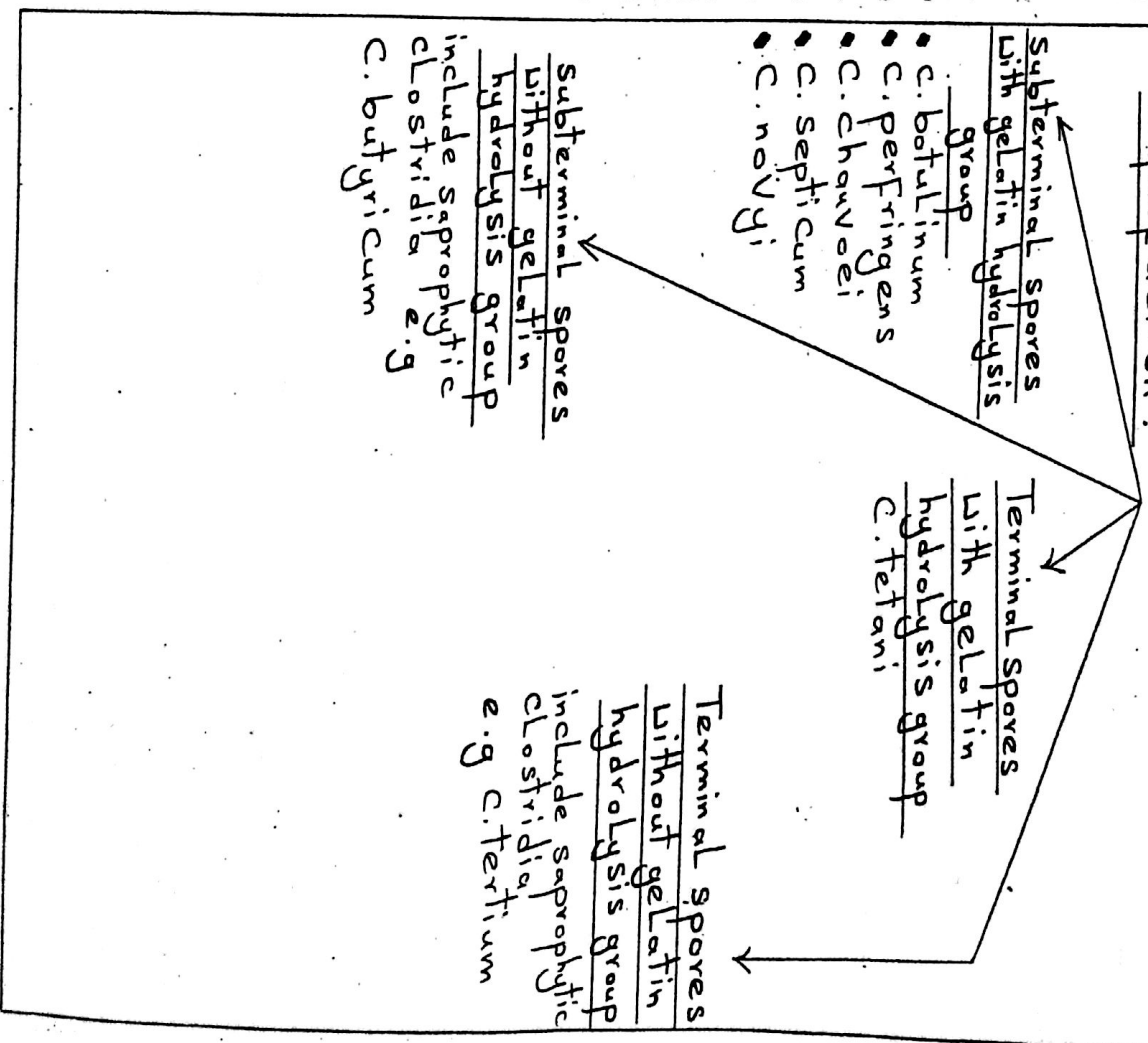 Subterminal spores
with gelatin hydrolysis
group
• C. botulinum
• C. perfringens
• C. chauvoei
• C. septicum
• C. novyi
Terminal spores
with gelatin
hydrolysis group
C. tetani
Subterminal spores
without gelatin
hydrolysis group
include saprophytic
clostridia e.g
C. butyricum
Terminal spores
without gelatin
hydrolysis group
include saprophytic
clostridia
e.g C. tertium